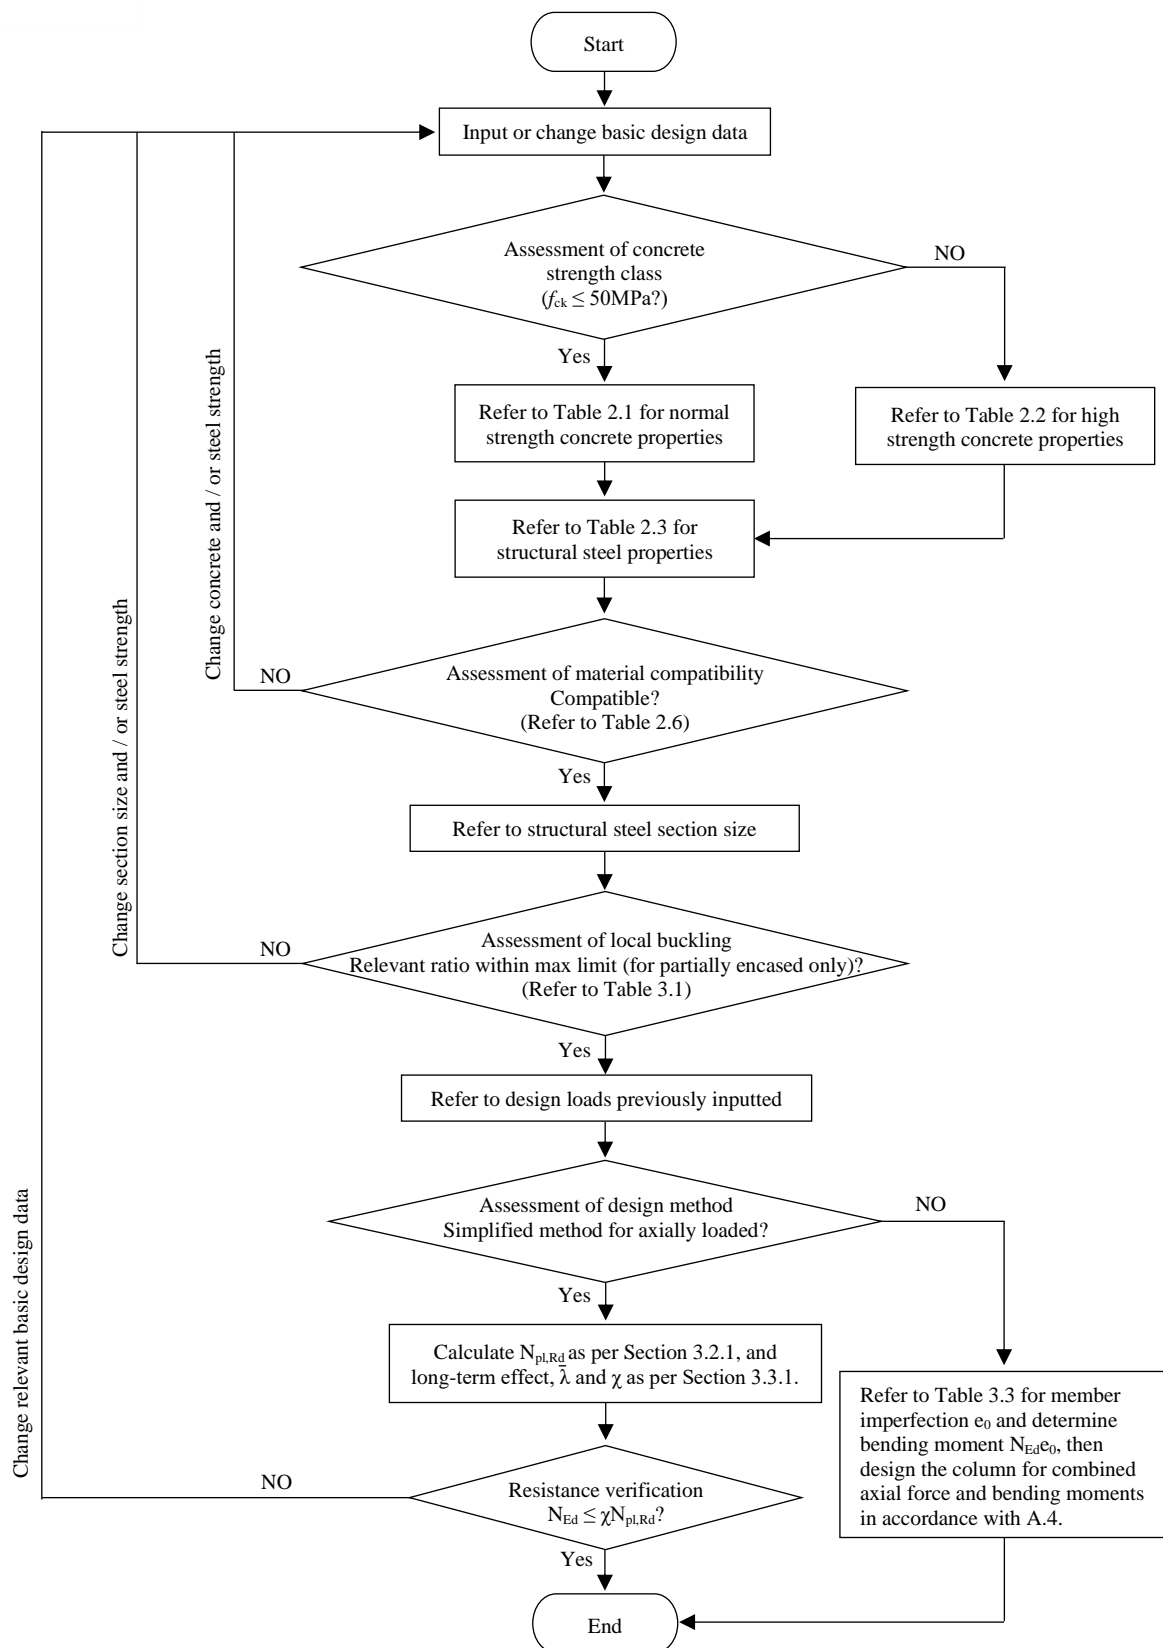 Start
Input or change basic design data
Assessment of concrete
strength class
(fck ≤ 50MPa?)
NO
Yes
Refer to Table 2.1 for normal
strength concrete properties
Refer to Table 2.2 for high
strength concrete properties
Refer to Table 2.3 for
structural steel properties
Change concrete and / or steel strength
Assessment of material compatibility
Compatible?
(Refer to Table 2.6)
NO
Yes
Refer to structural steel section size
Change section size and / or steel strength
Assessment of local buckling
Relevant ratio within max limit (for partially encased only)?
(Refer to Table 3.1)
NO
Yes
Refer to design loads previously inputted
Assessment of design method
Simplified method for axially loaded?
NO
Yes
Calculate Npl,Rd as per Section 3.2.1, and
long-term effect, λ̄ and χ as per Section 3.3.1.
Refer to Table 3.3 for member
imperfection e0 and determine
bending moment NEde0, then
design the column for combined
axial force and bending moments
in accordance with A.4.
Change relevant basic design data
Resistance verification
NEd ≤ χNpl,Rd?
NO
Yes
End